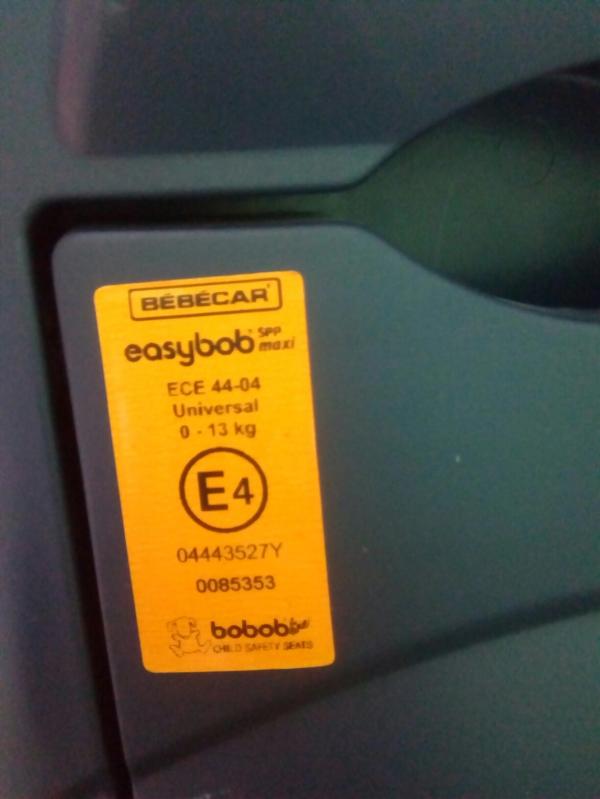 BÉBÉCAR
easybob SPP maxi
ECE 44-04
Universal
0 - 13 kg
E4
04443527Y
0085353
bobob
CHILD SAFETY SEATS